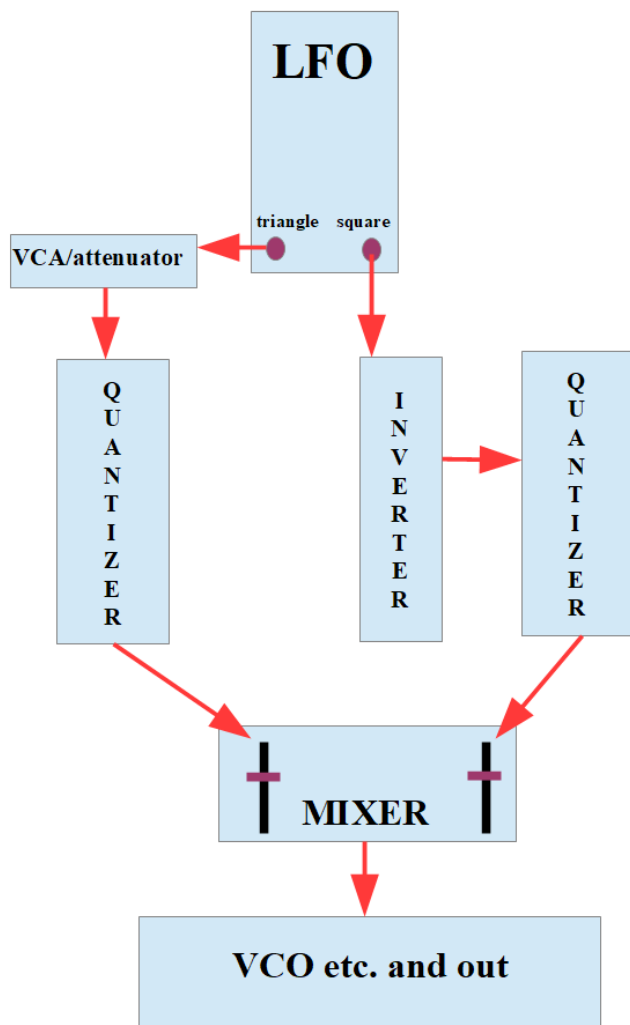 LFO
triangle
square
VCA/attenuator
QUANTIZER
INVERTER
QUANTIZER
MIXER
VCO etc. and out